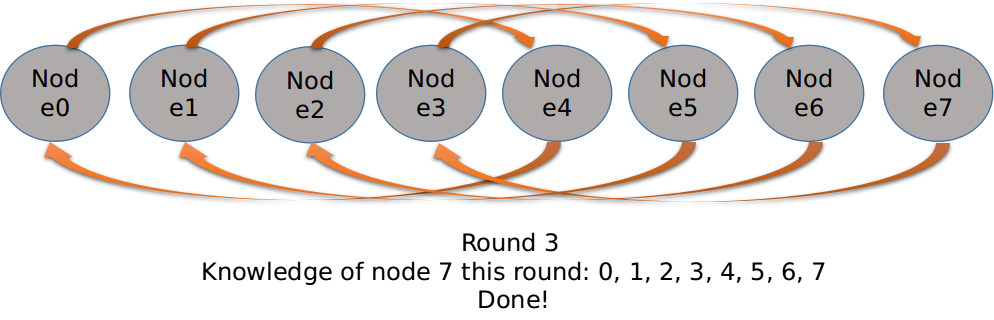 Nod
e0
Nod
e1
Nod
e2
Nod
e3
Nod
e4
Nod
e5
Nod
e6
Nod
e7
Round 3
Knowledge of node 7 this round: 0, 1, 2, 3, 4, 5, 6, 7
Done!